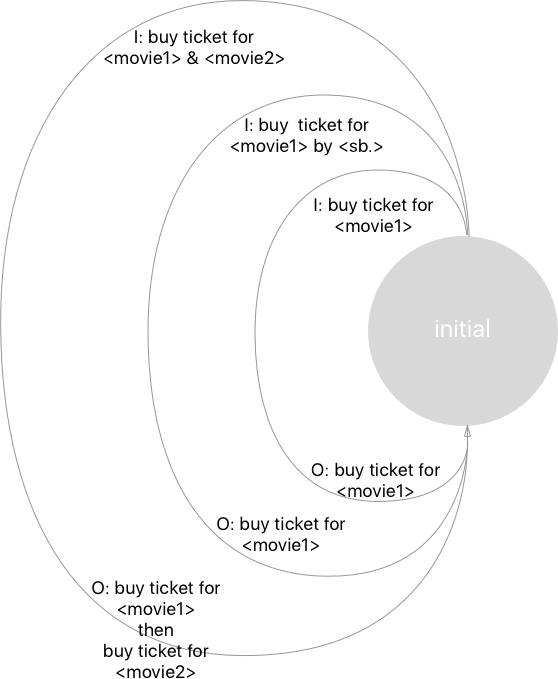 I: buy ticket for
<movie1> & <movie2>
I: buy  ticket for
<movie1> by <sb.>
I: buy ticket for
<movie1>
initial
O: buy ticket for
<movie1>
O: buy ticket for
<movie1>
O: buy ticket for
<movie1>
then
buy ticket for
<movie2>